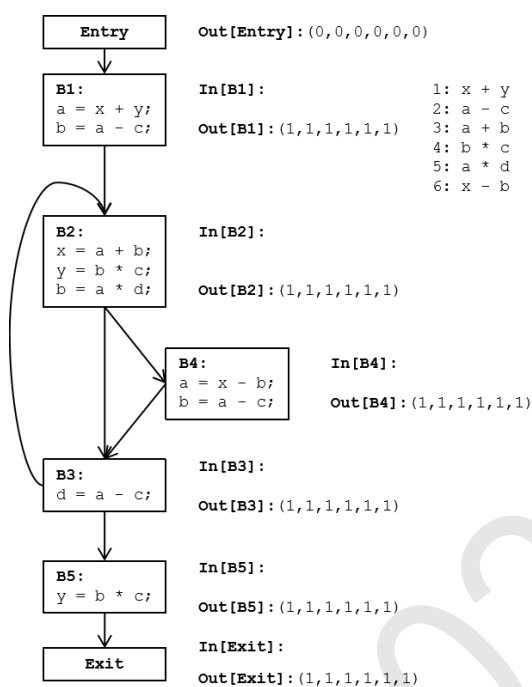 Entry
Out[Entry]:(0,0,0,0,0,0)
B1:
a = x + y;
b = a - c;
In[B1]:
Out[B1]:(1,1,1,1,1,1)
1: x + y
2: a - c
3: a + b
4: b * c
5: a * d
6: x - b
B2:
x = a + b;
y = b * c;
b = a * d;
In[B2]:
Out[B2]:(1,1,1,1,1,1)
B4:
a = x - b;
b = a - c;
In[B4]:
Out[B4]:(1,1,1,1,1,1)
B3:
d = a - c;
In[B3]:
Out[B3]:(1,1,1,1,1,1)
B5:
y = b * c;
In[B5]:
Out[B5]:(1,1,1,1,1,1)
Exit
In[Exit]:
Out[Exit]:(1,1,1,1,1,1)